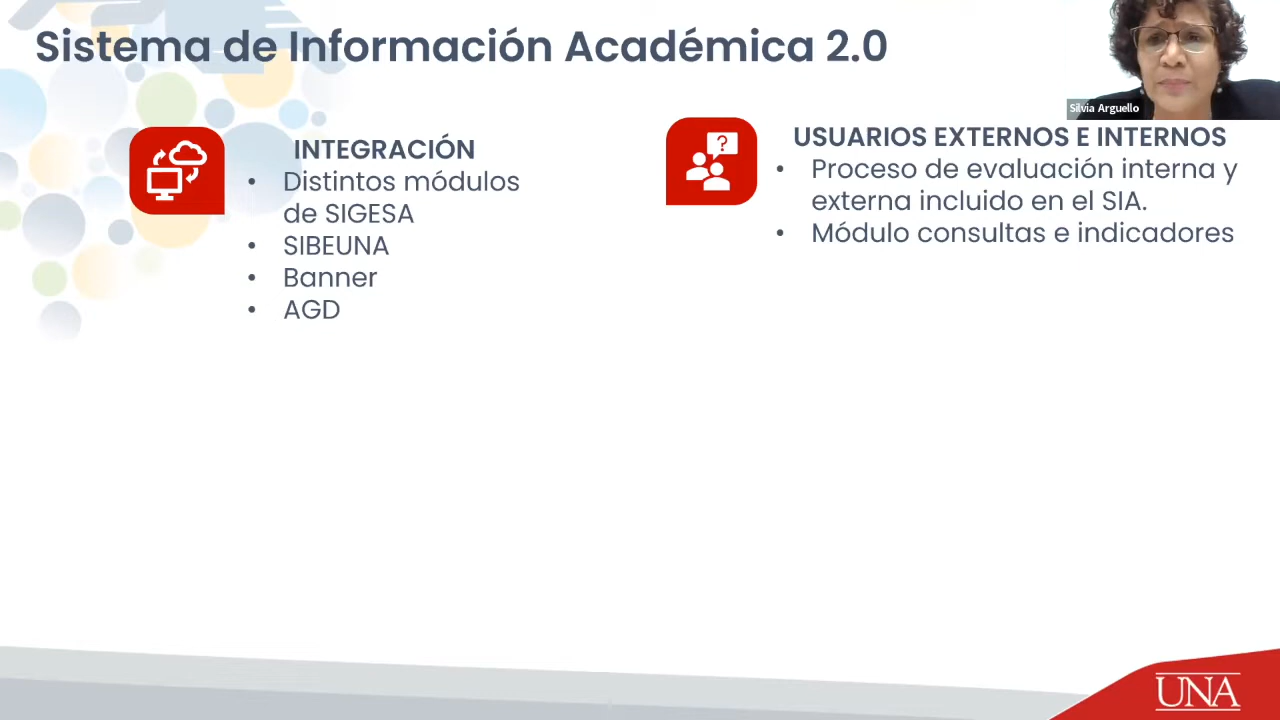 Sistema de Información Académica 2.0
Silvia Arguello
INTEGRACIÓN
• Distintos módulos
de SIGESA
• SIBEUNA
• Banner
• AGD
?
USUARIOS EXTERNOS E INTERNOS
• Proceso de evaluación interna y
externa incluido en el SIA.
• Módulo consultas e indicadores
UNA